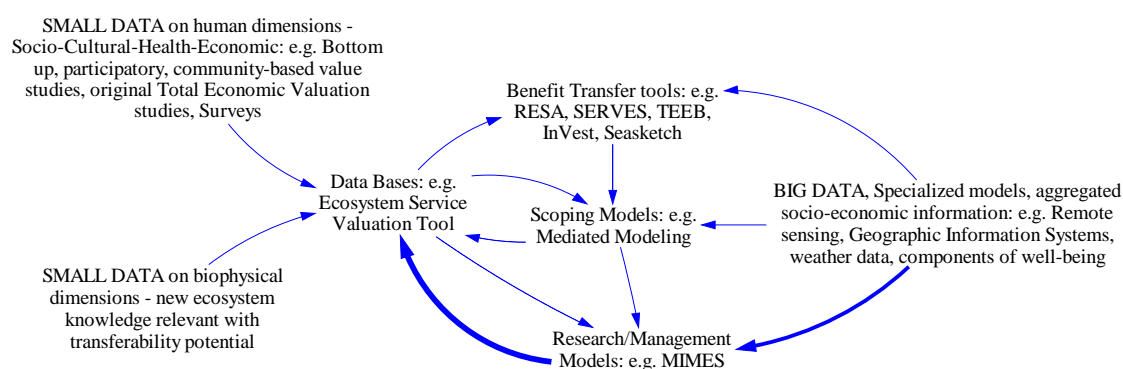 SMALL DATA on human dimensions -
Socio-Cultural-Health-Economic: e.g. Bottom
up, participatory, community-based value
studies, original Total Economic Valuation
studies, Surveys
Benefit Transfer tools: e.g.
RESA, SERVES, TEEB,
InVest, Seasketch
Data Bases: e.g.
Ecosystem Service
Valuation Tool
Scoping Models: e.g.
Mediated Modeling
BIG DATA, Specialized models, aggregated
socio-economic information: e.g. Remote
sensing, Geographic Information Systems,
weather data, components of well-being
SMALL DATA on biophysical
dimensions - new ecosystem
knowledge relevant with
transferability potential
Research/Management
Models: e.g. MIMES